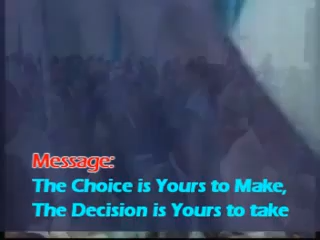 Message:
The Choice is Yours to Make,
The Decision is Yours to take